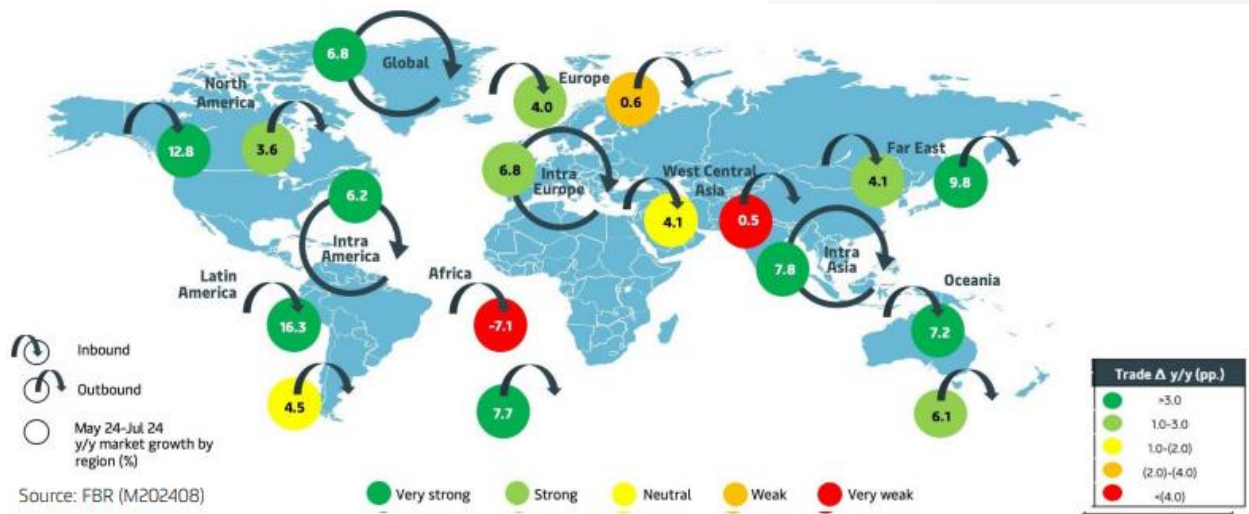 6.8
Global
North
America
12.8
3.6
Europe
4.0
0.6
6.8
Intra
Europe
West Central
Asia
4.1
0.5
Far East
4.1
9.8
6.2
Intra
America
7.8
Intra
Asia
Latin
America
16.3
4.5
Africa
-7.1
7.7
Oceania
7.2
6.1
Inbound
Outbound
May 24-Jul 24
y/y market growth by
region (%)
Source: FBR (M202408)
Very strong
Strong
Neutral
Weak
Very weak
Trade Δ y/y (pp.)
>3.0
1.0-3.0
1.0-(2.0)
(2.0)-(4.0)
<(4.0)